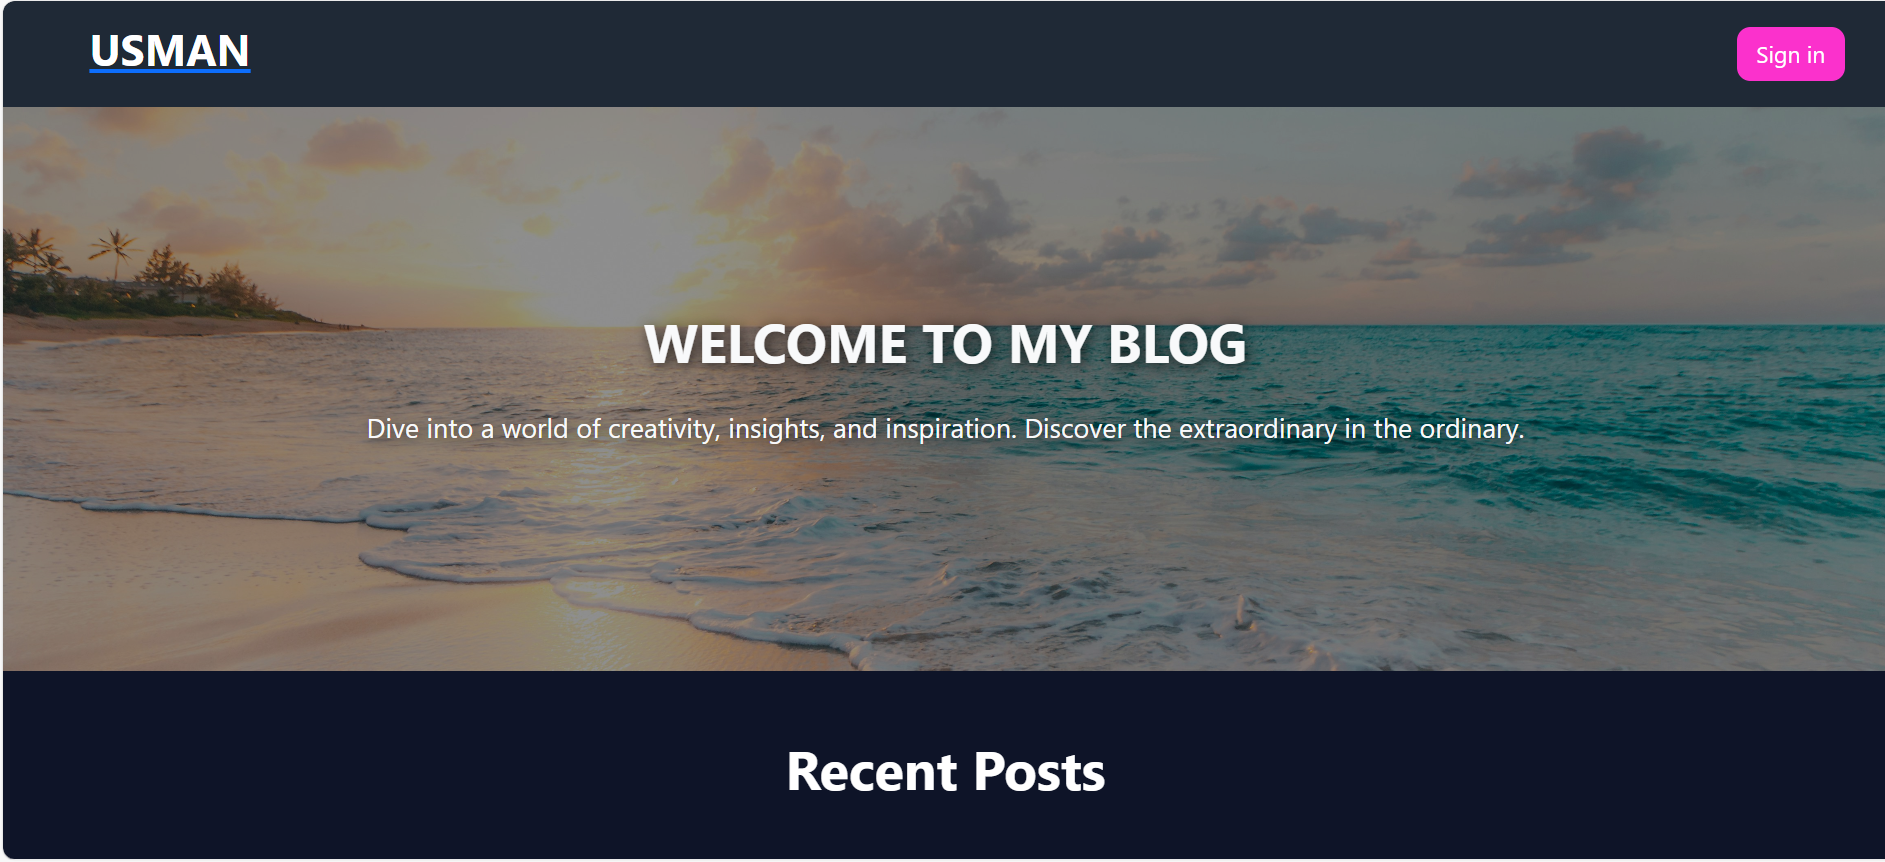 USMAN
Sign in
WELCOME TO MY BLOG
Dive into a world of creativity, insights, and inspiration. Discover the extraordinary in the ordinary.
Recent Posts